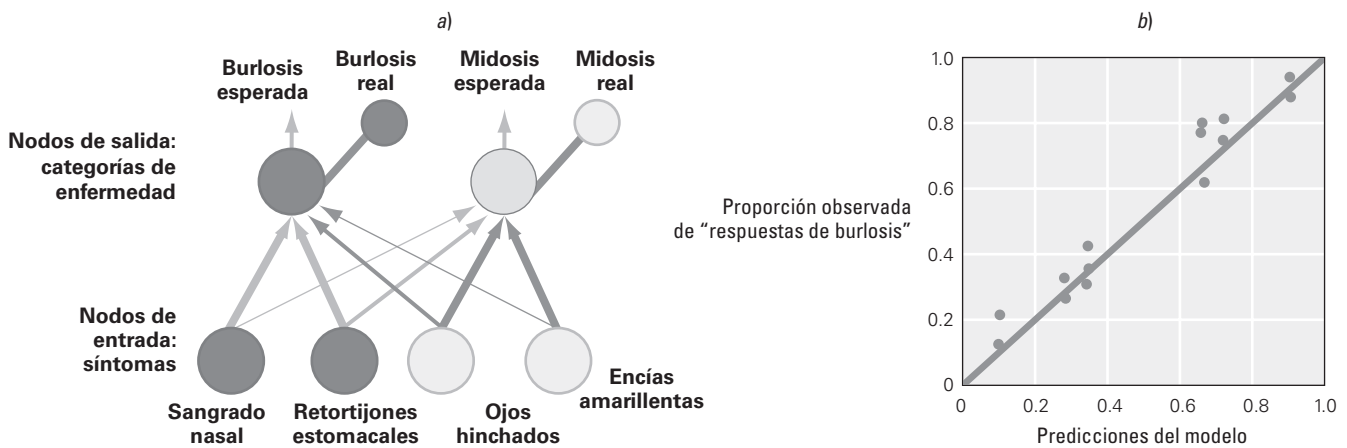 a)
Burlosis
esperada
Burlosis
real
Midosis
esperada
Midosis
real
Nodos de salida:
categorías de
enfermedad
Nodos de
entrada:
síntomas
Sangrado
nasal
Retortijones
estomacales
Ojos
hinchados
Encías
amarillentas
b)
1.0
0.8
0.6
0.4
0.2
0
Proporción observada
de “respuestas de burlosis”
0
0.2
0.4
0.6
0.8
1.0
Predicciones del modelo